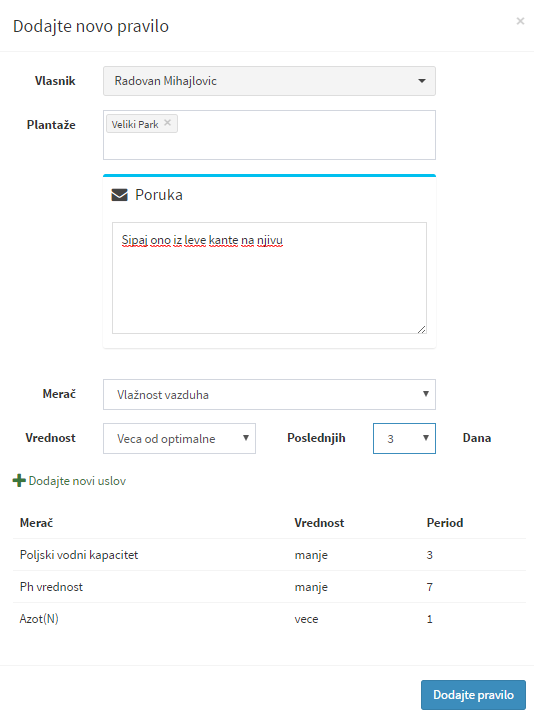 Dodajte novo pravilo ×
Vlasnik Radovan Mihajlovic
Plantaže Veliki Park ×
Poruka
Sipaj ono iz leve kante na njivu
Merač Vlažnost vazduha
Vrednost Veca od optimalne Poslednjih 3 Dana
Dodajte novi uslov
Merač Vrednost Period
Poljski vodni kapacitet manje 3
Ph vrednost manje 7
Azot(N) vece 1
Dodajte pravilo